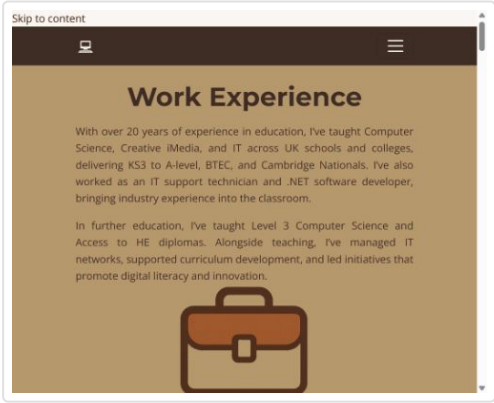 Skip to content
Work Experience
With over 20 years of experience in education, I've taught Computer
Science, Creative iMedia, and IT across UK schools and colleges,
delivering KS3 to A-level, BTEC, and Cambridge Nationals. I've also
worked as an IT support technician and .NET software developer,
bringing industry experience into the classroom.
In further education, I've taught Level 3 Computer Science and
Access to HE diplomas. Alongside teaching, I've managed IT
networks, supported curriculum development, and led initiatives that
promote digital literacy and innovation.